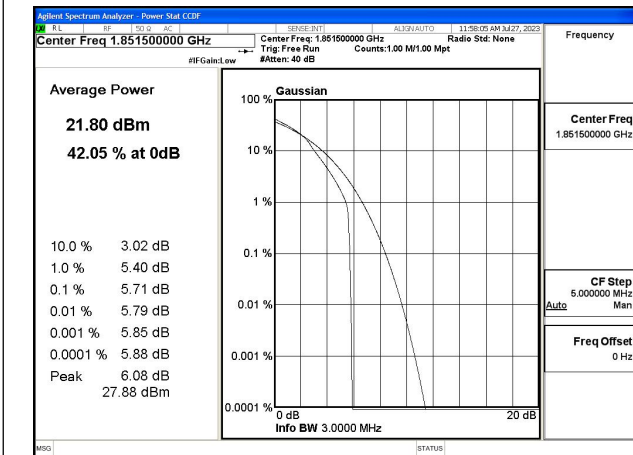 Agilent Spectrum Analyzer - Power Stat CCDF
RL RF 50 Ω AC SENSE:INT ALIGN AUTO 11:58:05 AM Jul 27, 2023
Center Freq 1.851500000 GHz
Center Freq: 1.851500000 GHz Radio Std: None
Trig: Free Run Counts:1.00 M/1.00 Mpt
#IFGain:Low #Atten: 40 dB
Frequency
Average Power
21.80 dBm
42.05 % at 0dB
10.0 % 3.02 dB
1.0 % 5.40 dB
0.1 % 5.71 dB
0.01 % 5.79 dB
0.001 % 5.85 dB
0.0001 % 5.88 dB
Peak 6.08 dB
27.88 dBm
Gaussian
100 %
10 %
1 %
0.1 %
0.01 %
0.001 %
0.0001 %
0 dB 20 dB
Info BW 3.0000 MHz
Center Freq
1.851500000 GHz
CF Step
5.000000 MHz
Auto Man
Freq Offset
0 Hz
MSG STATUS